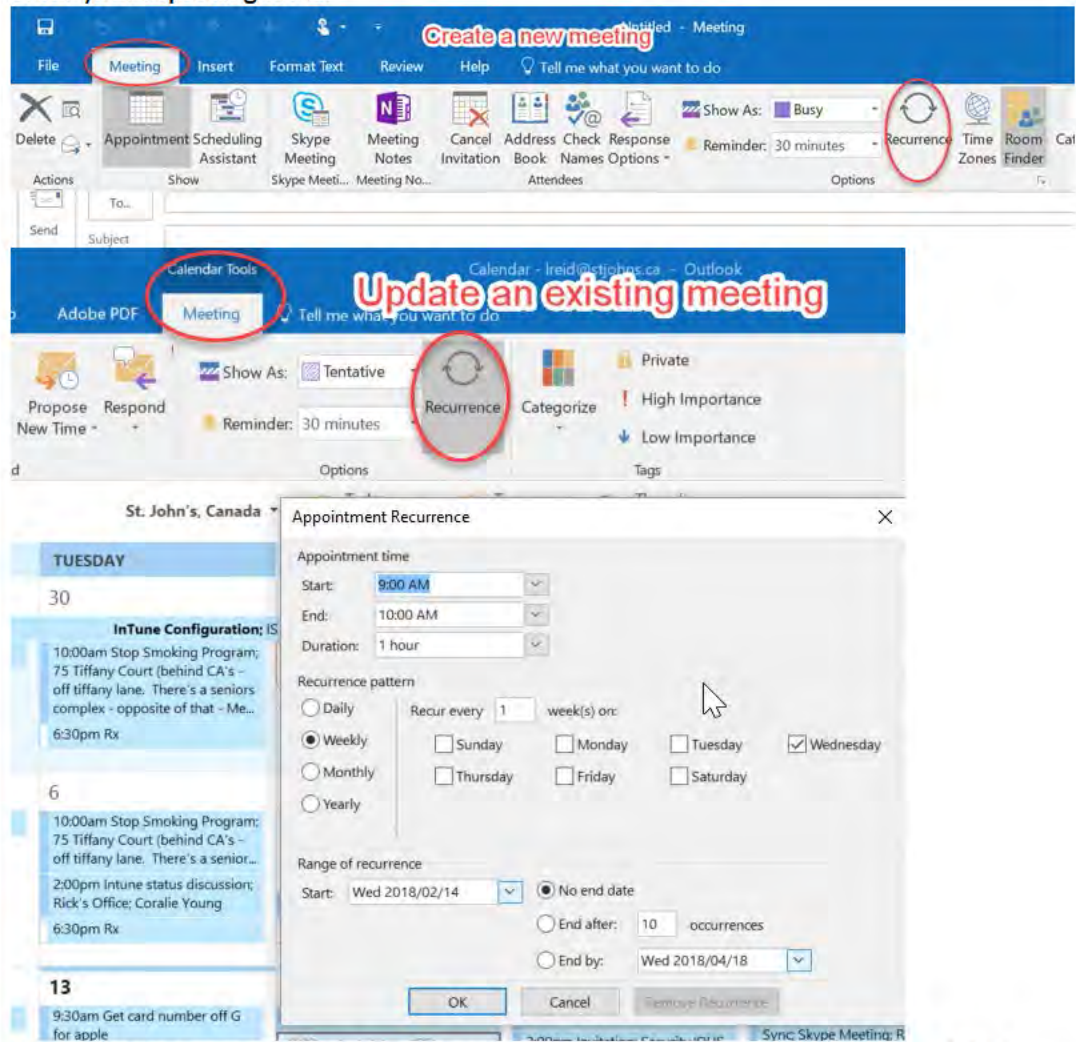 Create a new meeting
Untitled - Meeting
File Meeting Insert Format Text Review Help Tell me what you want to do
Delete Appointment Scheduling Assistant Skype Meeting Meeting Notes Cancel Invitation Address Book Check Names Response Options Show As: Busy Reminder: 30 minutes Recurrence Time Zones Room Finder
Actions Show Skype Meeti... Meeting No... Attendees Options
To...
Send
Subject
Calendar Tools Calendar - lreid@stjohns.ca - Outlook
Update an existing meeting
Adobe PDF Meeting Tell me what you want to do
Propose New Time Respond Show As: Tentative Reminder: 30 minutes Recurrence Categorize Private
High Importance
Low Importance
Options Tags
St. John's, Canada
Appointment Recurrence
TUESDAY
30
InTune Configuration; IS
10:00am Stop Smoking Program;
75 Tiffany Court (behind CA's -
off tiffany lane. There's a seniors
complex - opposite of that - Me...
6:30pm Rx
6
10:00am Stop Smoking Program;
75 Tiffany Court (behind CA's -
off tiffany lane. There's a senior...
2:00pm Intune status discussion;
Rick's Office; Coralie Young
6:30pm Rx
13
9:30am Get card number off G
for apple
Appointment time
Start: 9:00 AM
End: 10:00 AM
Duration: 1 hour
Recurrence pattern
Daily Recur every 1 week(s) on:
Weekly Sunday Monday Tuesday Wednesday
Monthly Thursday Friday Saturday
Yearly
Range of recurrence
Start: Wed 2018/02/14 No end date
End after: 10 occurrences
End by: Wed 2018/04/18
OK Cancel Remove Recurrence
Sync; Skype Meeting; R